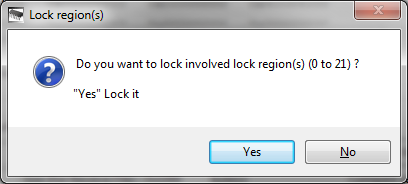 Lock region(s)
Do you want to lock involved lock region(s) (0 to 21) ?
"Yes" Lock it
Yes
No